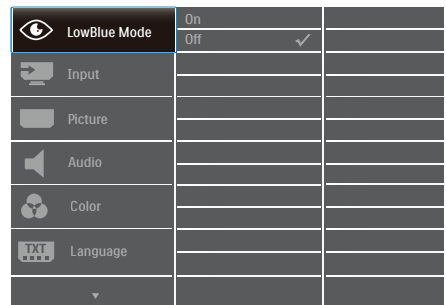 LowBlue Mode
On
Off
Input
Picture
Audio
Color
TXT
Language